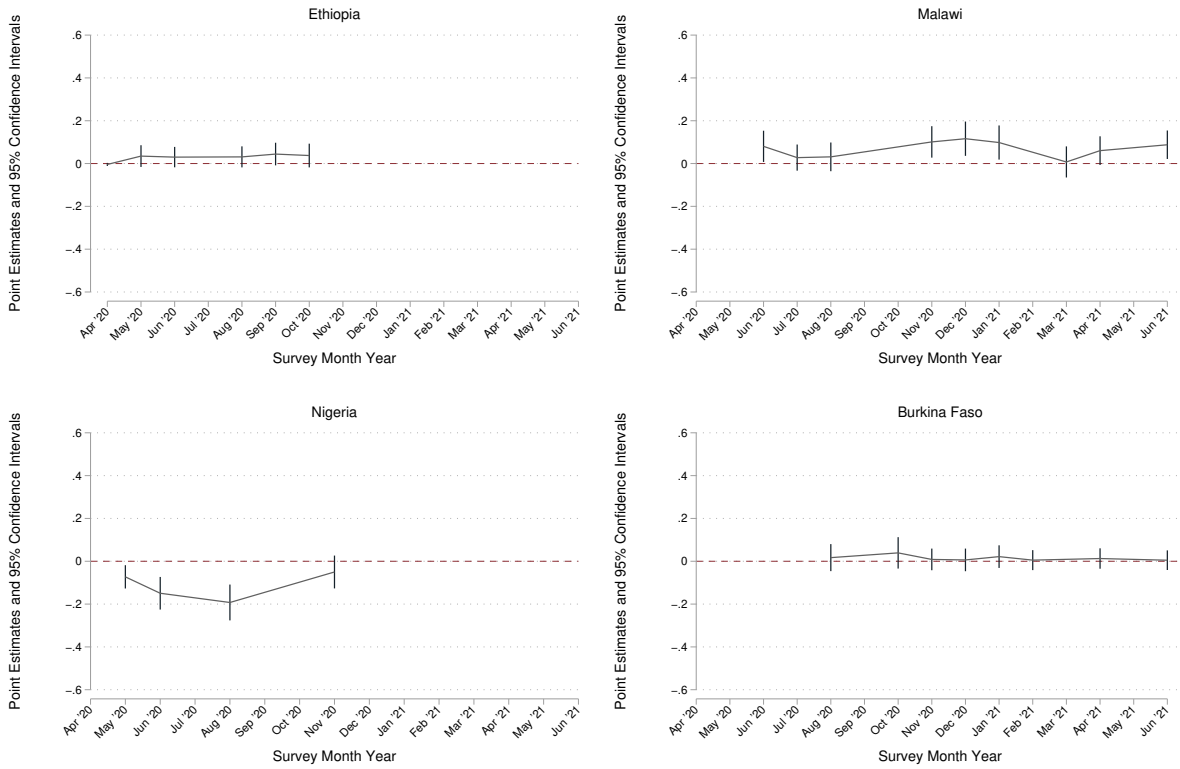 Ethiopia
Point Estimates and 95% Confidence Intervals
.6
.4
.2
0
−.2
−.4
−.6
Apr '20 May '20 Jun '20 Jul '20 Aug '20 Sep '20 Oct '20 Nov '20 Dec '20 Jan '21 Feb '21 Mar '21 Apr '21 May '21 Jun '21
Survey Month Year
Malawi
Point Estimates and 95% Confidence Intervals
.6
.4
.2
0
−.2
−.4
−.6
Apr '20 May '20 Jun '20 Jul '20 Aug '20 Oct '20 Nov '20 Dec '20 Jan '21 Feb '21 Mar '21 Apr '21 Jun '21
Survey Month Year
Nigeria
Point Estimates and 95% Confidence Intervals
.6
.4
.2
0
−.2
−.4
−.6
Apr '20 May '20 Jun '20 Jul '20 Aug '20 Sep '20 Oct '20 Nov '20 Jan '21 Feb '21 Mar '21 Apr '21 May '21 Jun '21
Survey Month Year
Burkina Faso
Point Estimates and 95% Confidence Intervals
.6
.4
.2
0
−.2
−.4
−.6
Apr '20 May '20 Jun '20 Jul '20 Aug '20 Oct '20 Nov '20 Dec '20 Jan '21 Feb '21 Mar '21 Apr '21 May '21 Jun '21
Survey Month Year